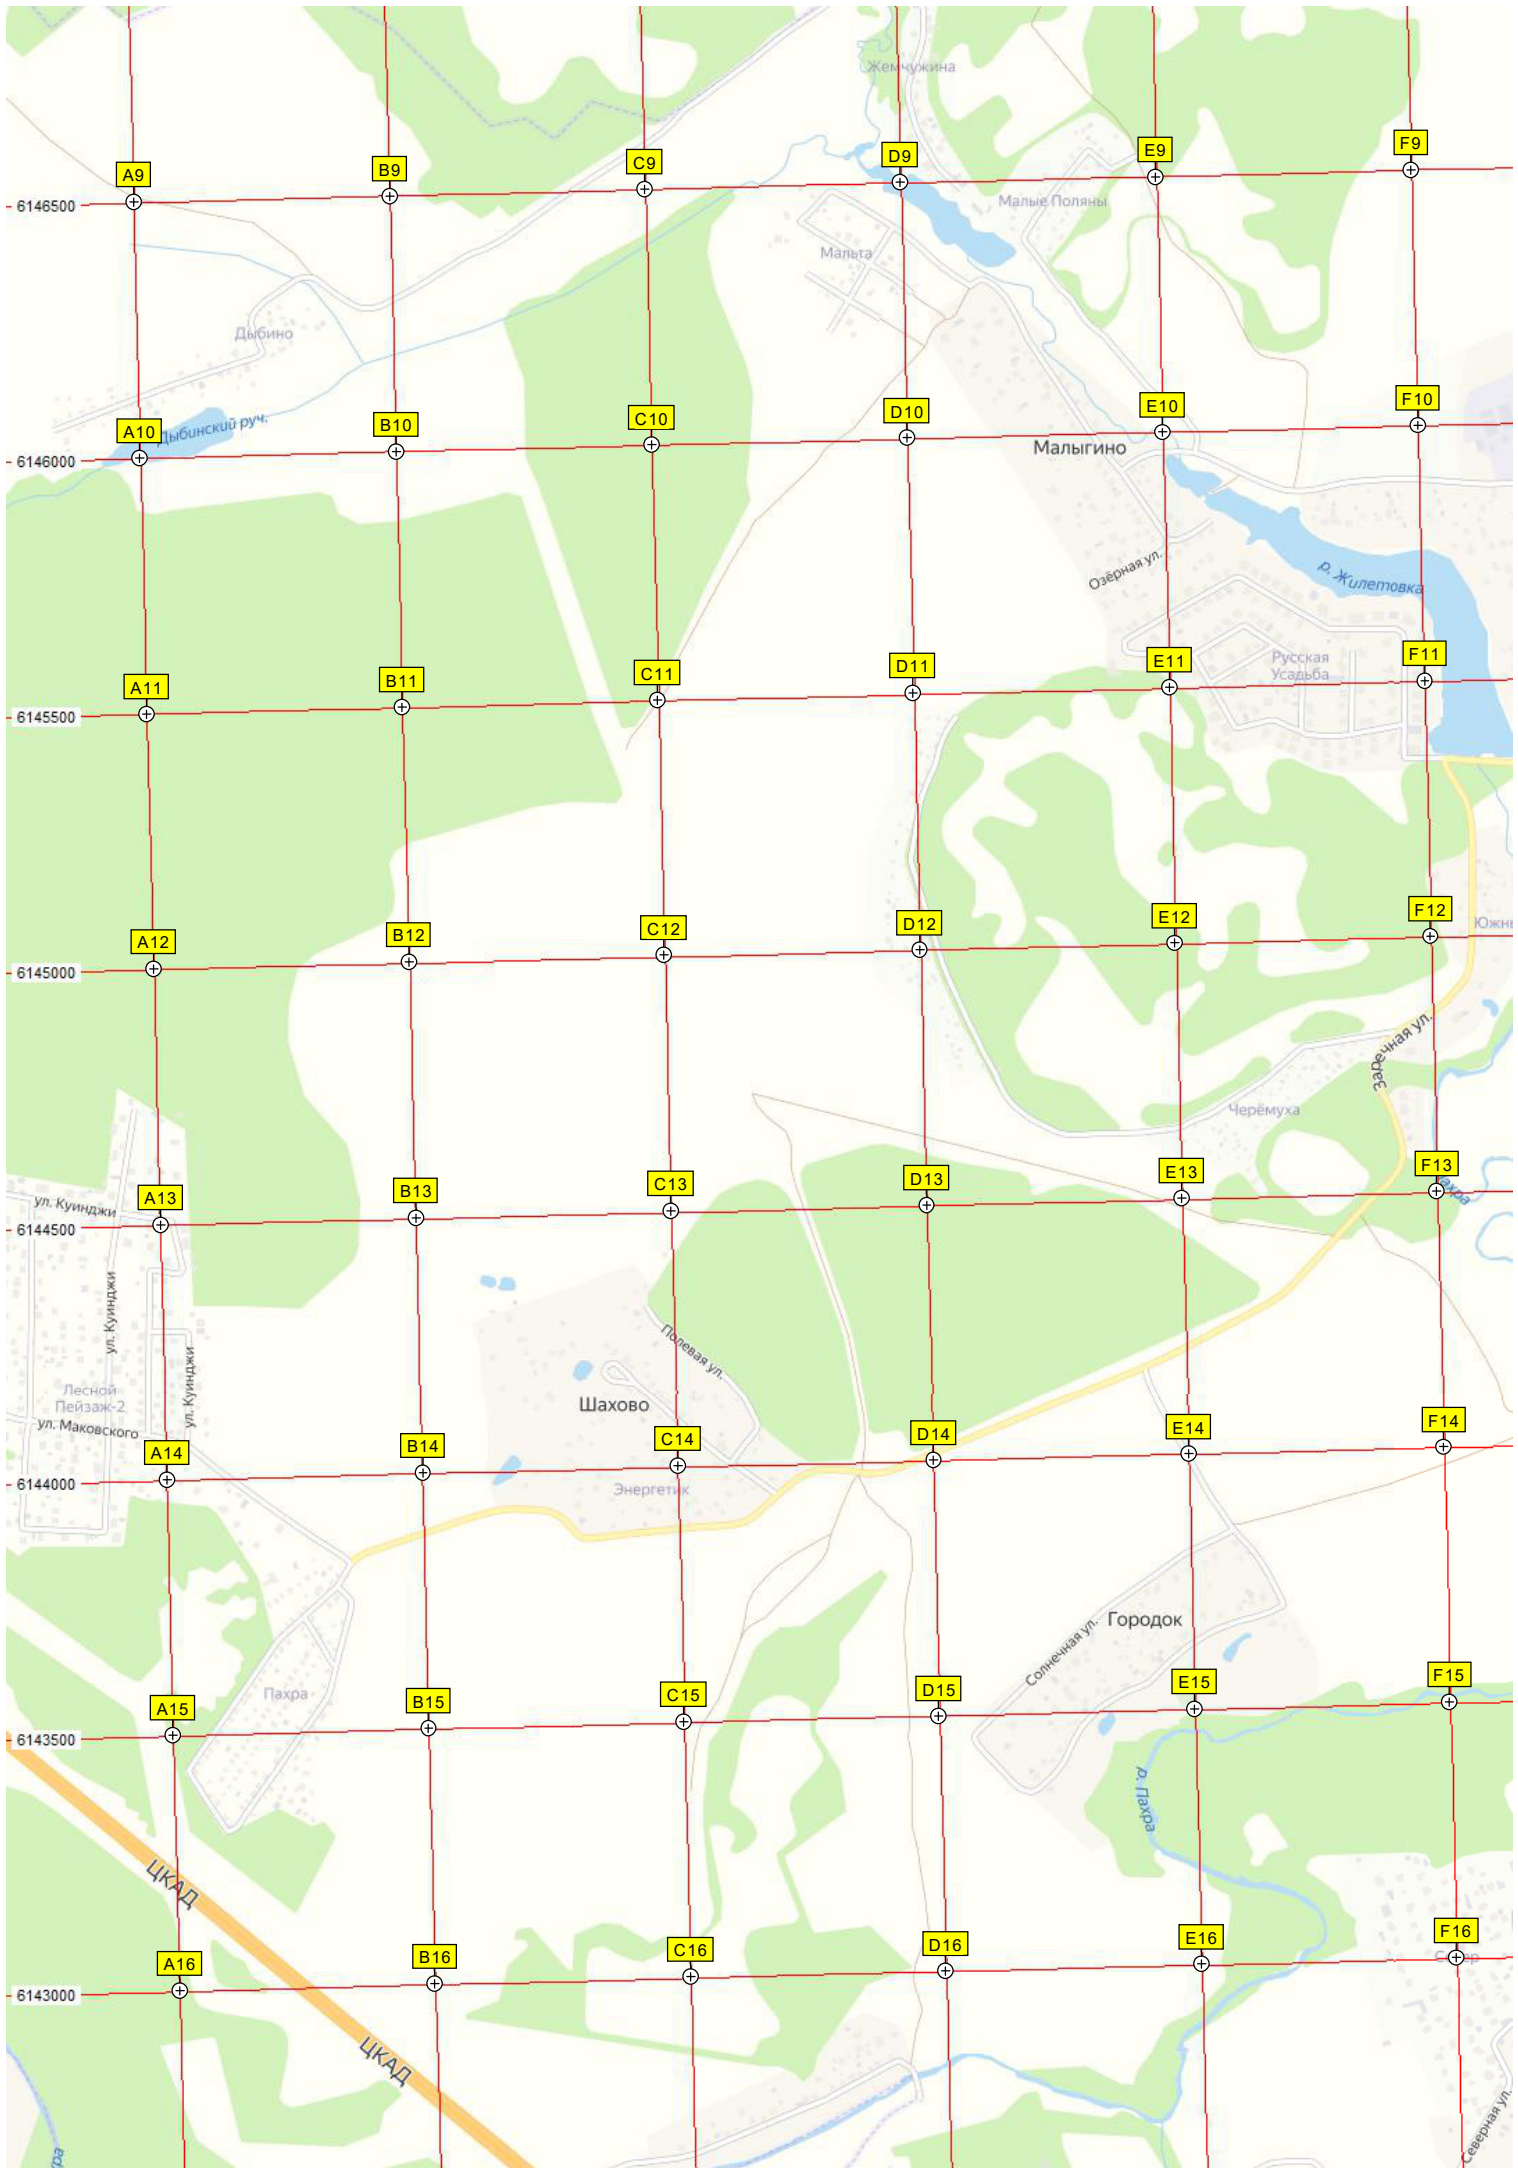 Жемчужина
A9
B9
C9
D9
E9
F9
6146500
Малые Поляны
Мальта
Дыбино
A10
B10
C10
D10
E10
F10
Дыбинский руч.
Малыгино
6146000
Озёрная ул.
р. Жилетовка
A11
B11
C11
D11
E11
F11
Русская
Усадьба
6145500
A12
B12
C12
D12
E12
F12
6145000
Заречная ул.
Черёмуха
A13
B13
C13
D13
E13
F13
ул. Куинджи
6144500
ул. Куинджи
Полевая ул.
ул. Куинджи
Лесной
Пейзаж-2
Шахово
ул. Маковского
A14
B14
C14
D14
E14
F14
6144000
Энергетик
Городок
Солнечная ул.
Пахра
A15
B15
C15
D15
E15
F15
6143500
р. Пахра
ЦКАД
A16
B16
C16
D16
E16
F16
6143000
ЦКАД
Северная ул.